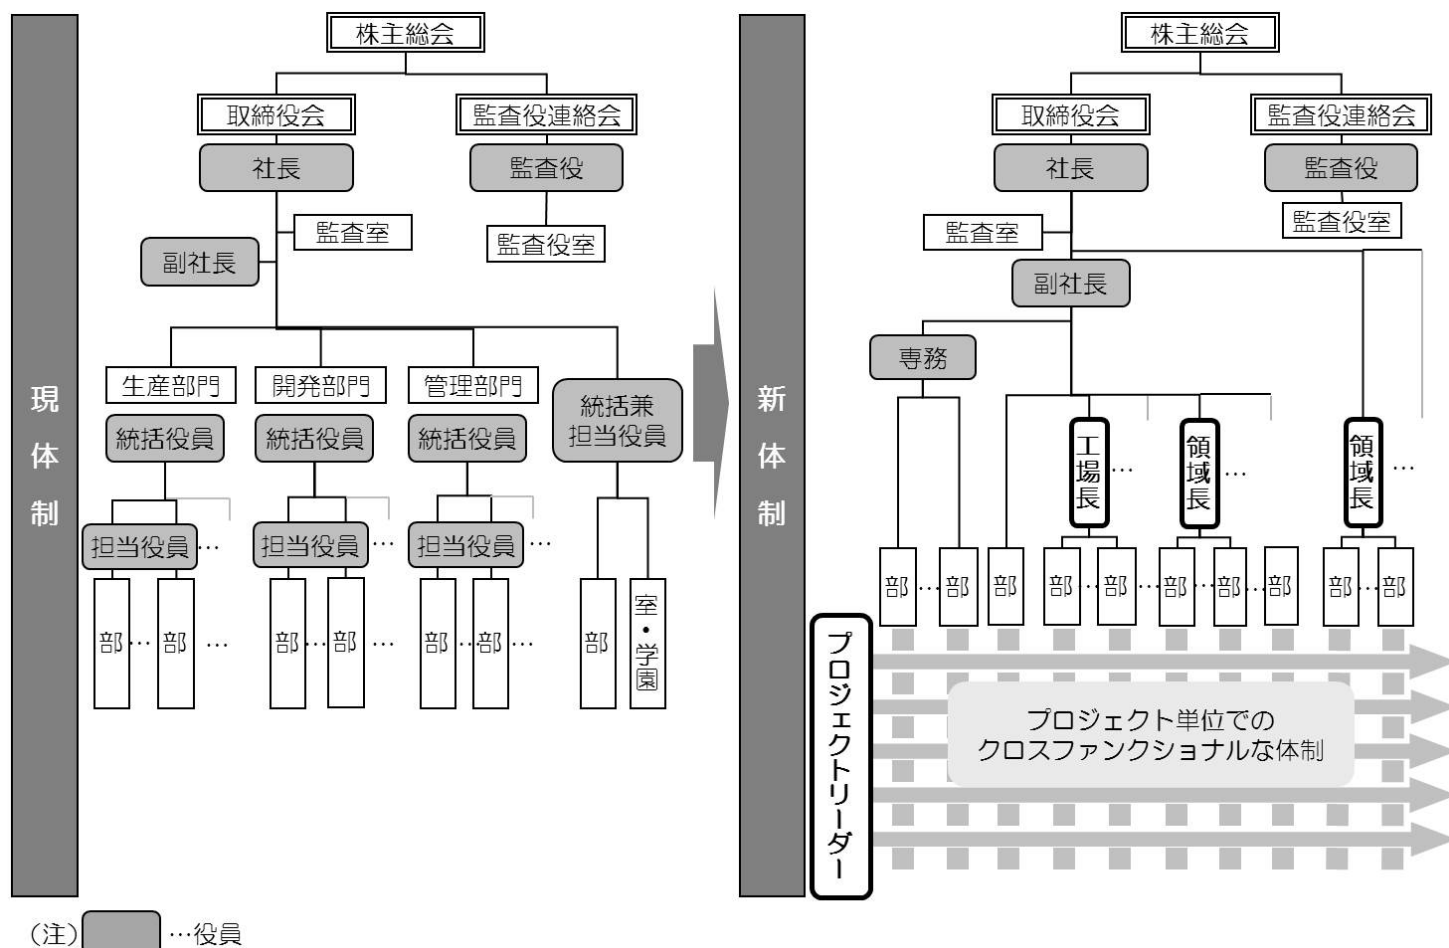 現体制
株主総会
取締役会
監査役連絡会
社長
監査役
監査室
監査役室
副社長
生産部門
開発部門
管理部門
統括兼
担当役員
統括役員
統括役員
統括役員
担当役員…
担当役員…
担当役員…
部…部…
部…部…
部…部…
部
室・学園
新体制
株主総会
取締役会
監査役連絡会
社長
監査役
監査室
監査役室
副社長
専務
工場長…
領域長…
領域長…
部…部
部
部…部…
部…部…部
部…部
プロジェクトリーダー
プロジェクト単位での
クロスファンクショナルな体制
(注)…役員